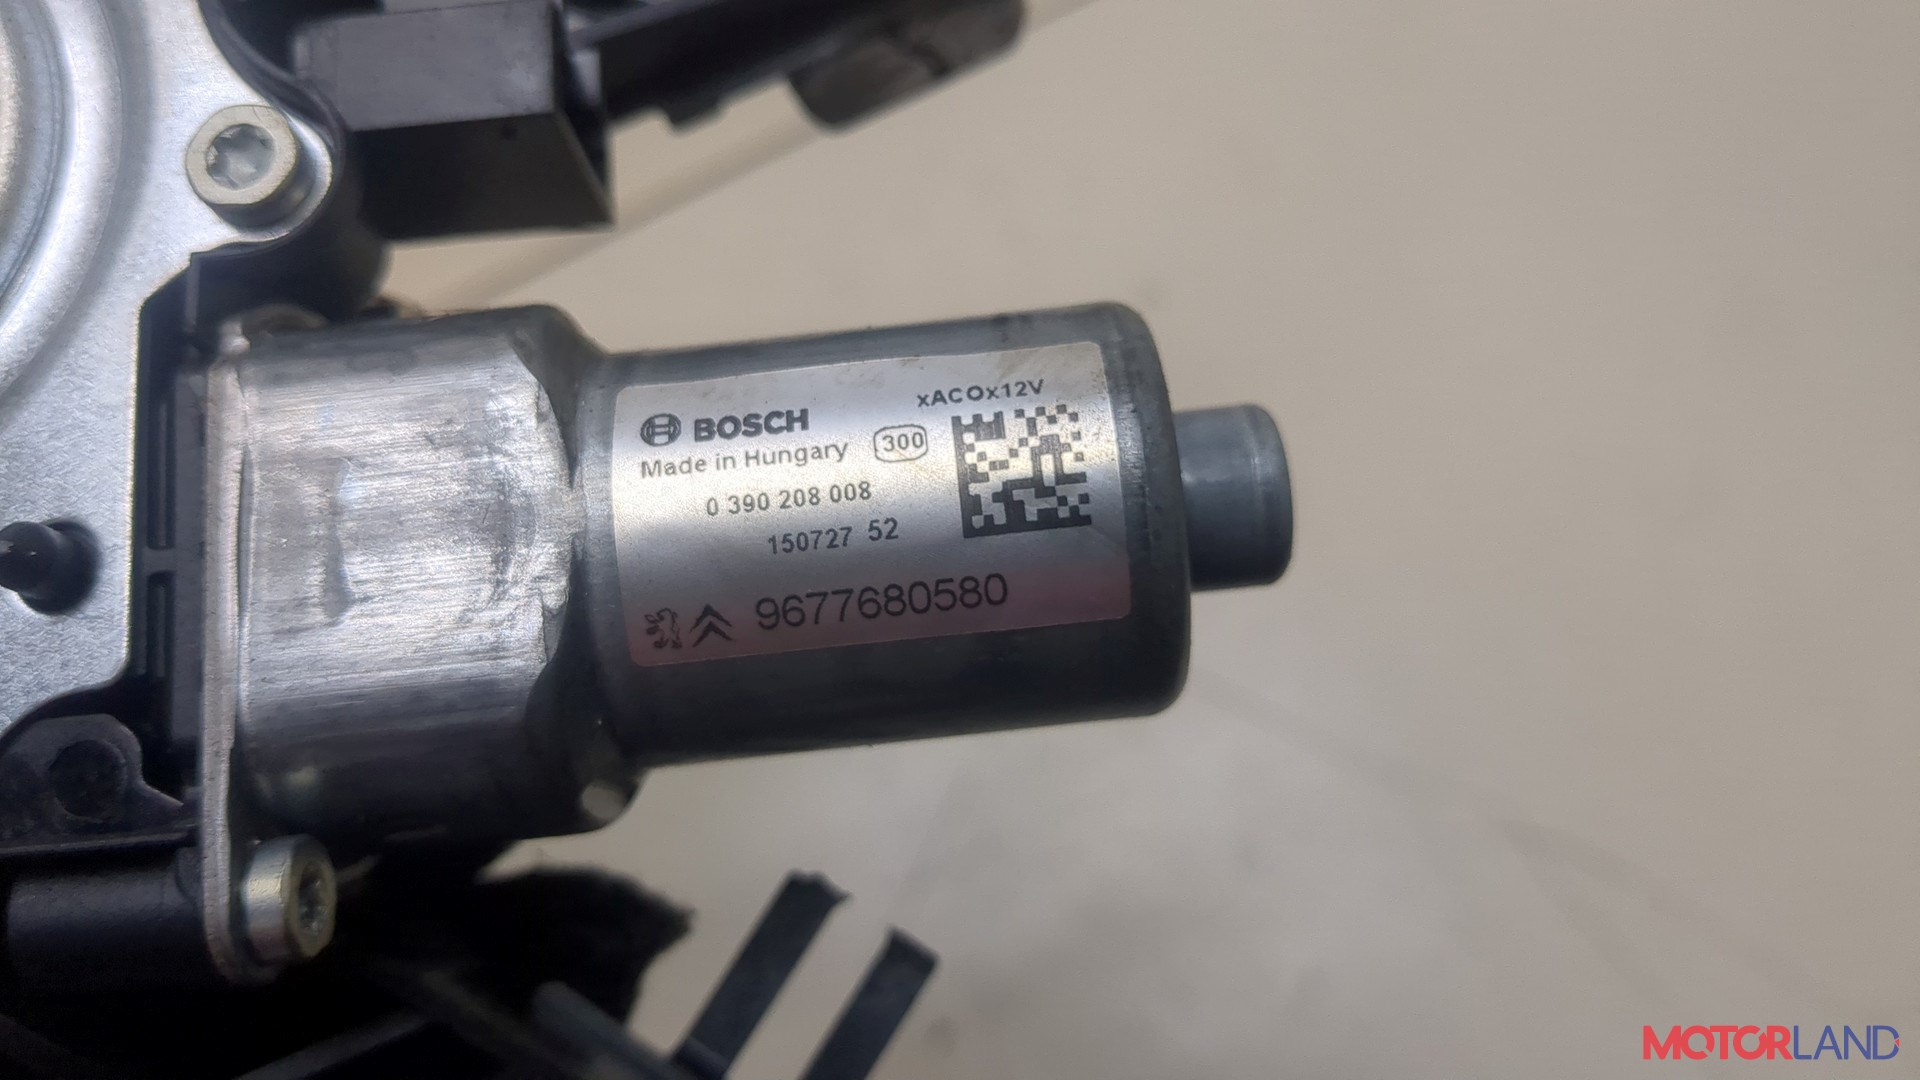 BOSCH
xACOx12V
Made in Hungary 300
0 390 208 008
150727 52
9677680580
MOTORLAND